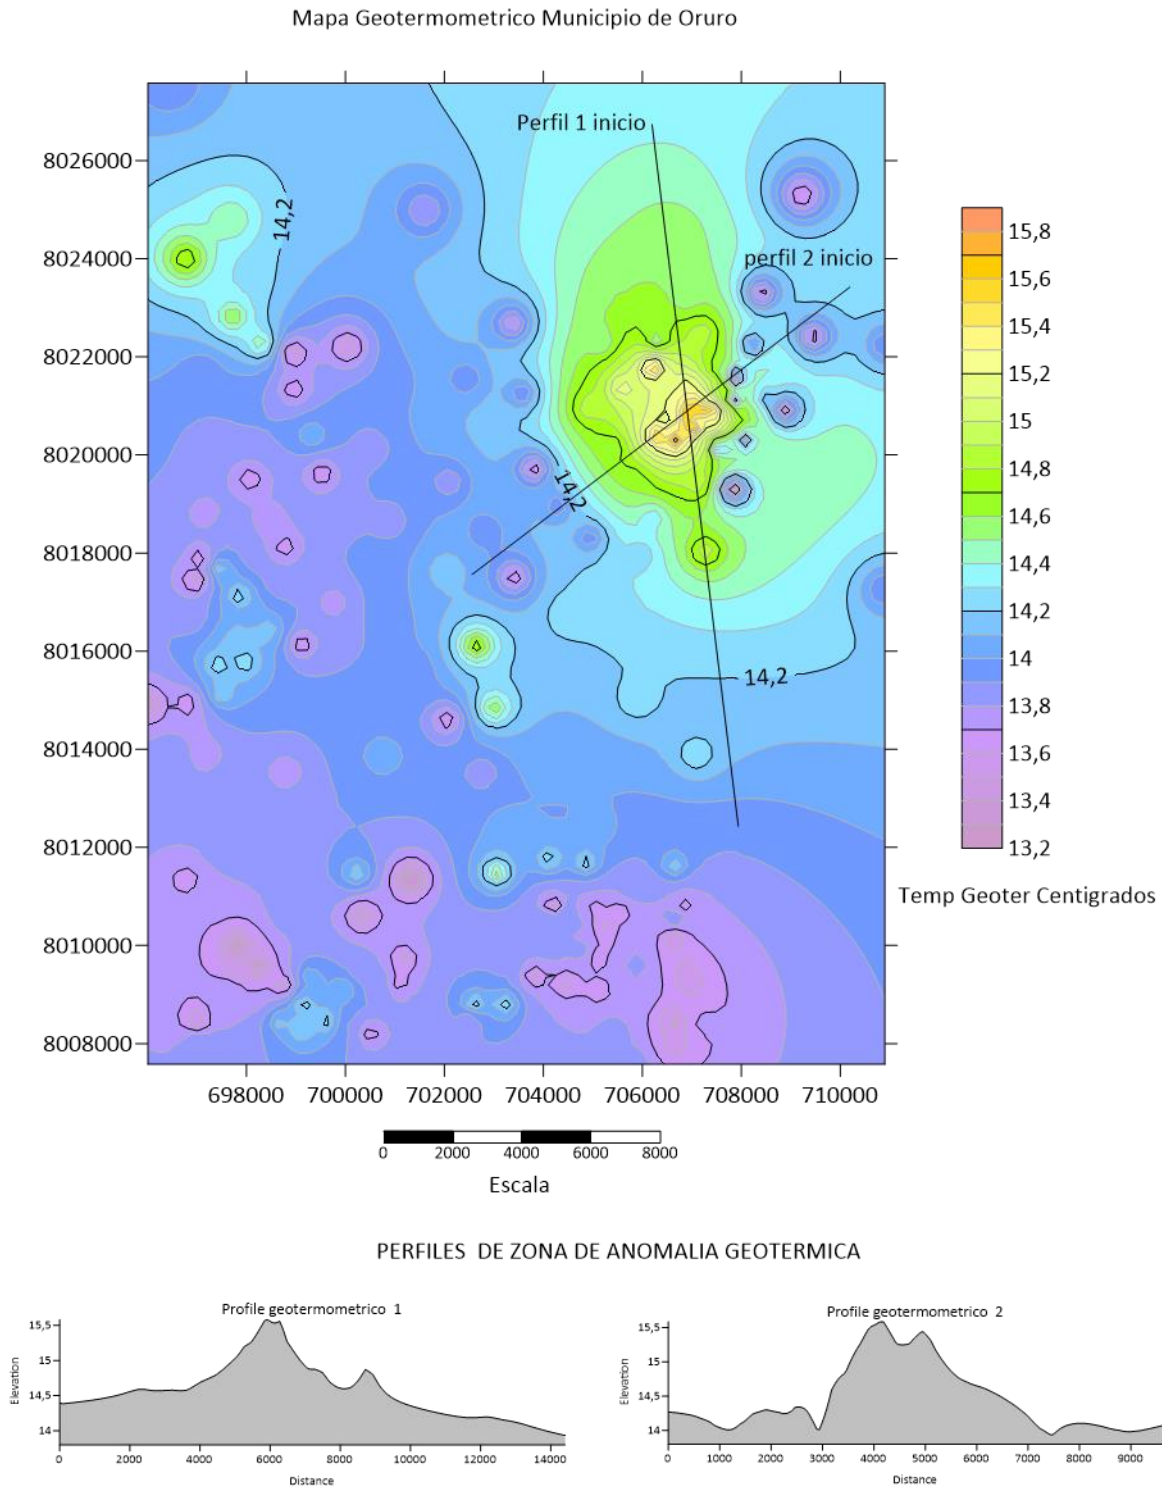 Mapa Geotermometrico Municipio de Oruro
Perfil 1 inicio
perfil 2 inicio
14,2
14,2
14,2
8026000
8024000
8022000
8020000
8018000
8016000
8014000
8012000
8010000
8008000
698000 700000 702000 704000 706000 708000 710000
15,8
15,6
15,4
15,2
15
14,8
14,6
14,4
14,2
14
13,8
13,6
13,4
13,2
Temp Geoter Centigrados
0 2000 4000 6000 8000
Escala
PERFILES DE ZONA DE ANOMALIA GEOTERMICA
Profile geotermometrico 1
15,5
15
14,5
14
Elevation
0 2000 4000 6000 8000 10000 12000 14000
Distance
Profile geotermometrico 2
15,5
15
14,5
14
Elevation
0 1000 2000 3000 4000 5000 6000 7000 8000 9000
Distance